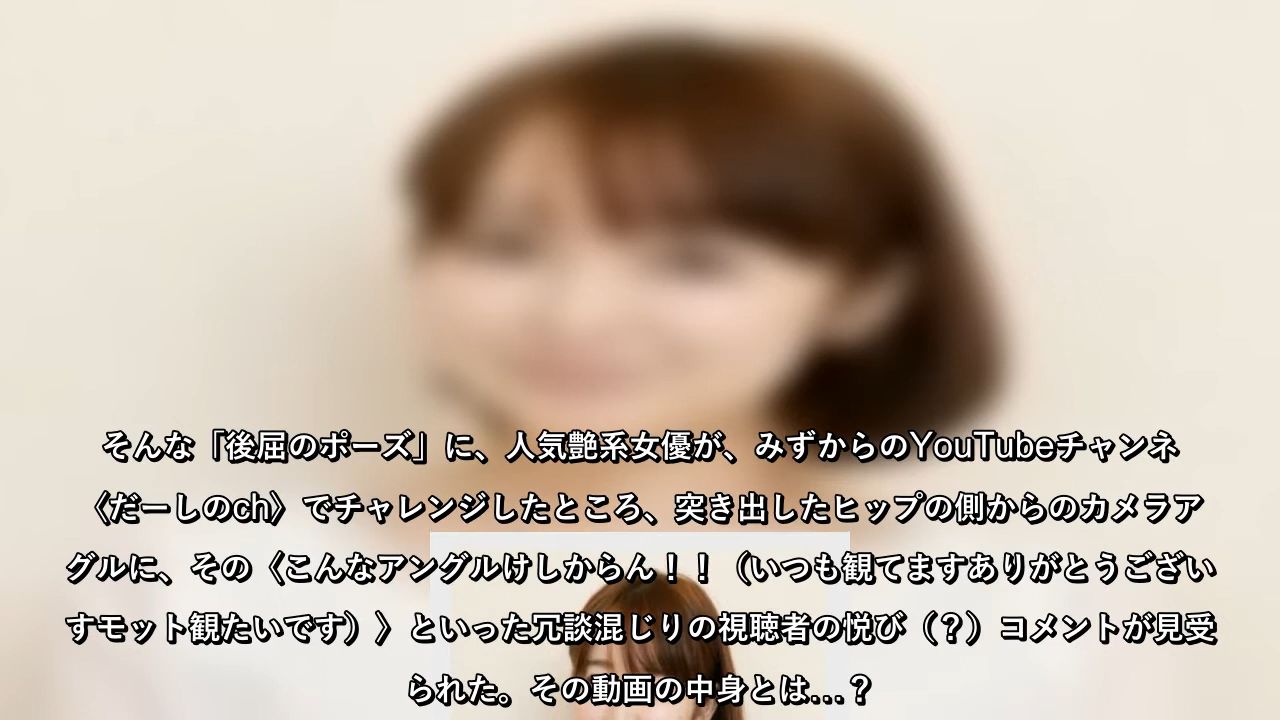 そんな「後屈のポーズ」に、人気艶系女優が、みずからのYouTubeチャンネ
〈だーしのch〉でチャレンジしたところ、突き出したヒップの側からのカメラア
グルに、その〈こんなアングルけしからん！！（いつも観てますありがとうござい
すモット観たいです）〉といった冗談混じりの視聴者の悦び（？）コメントが見受
られた。その動画の中身とは…？